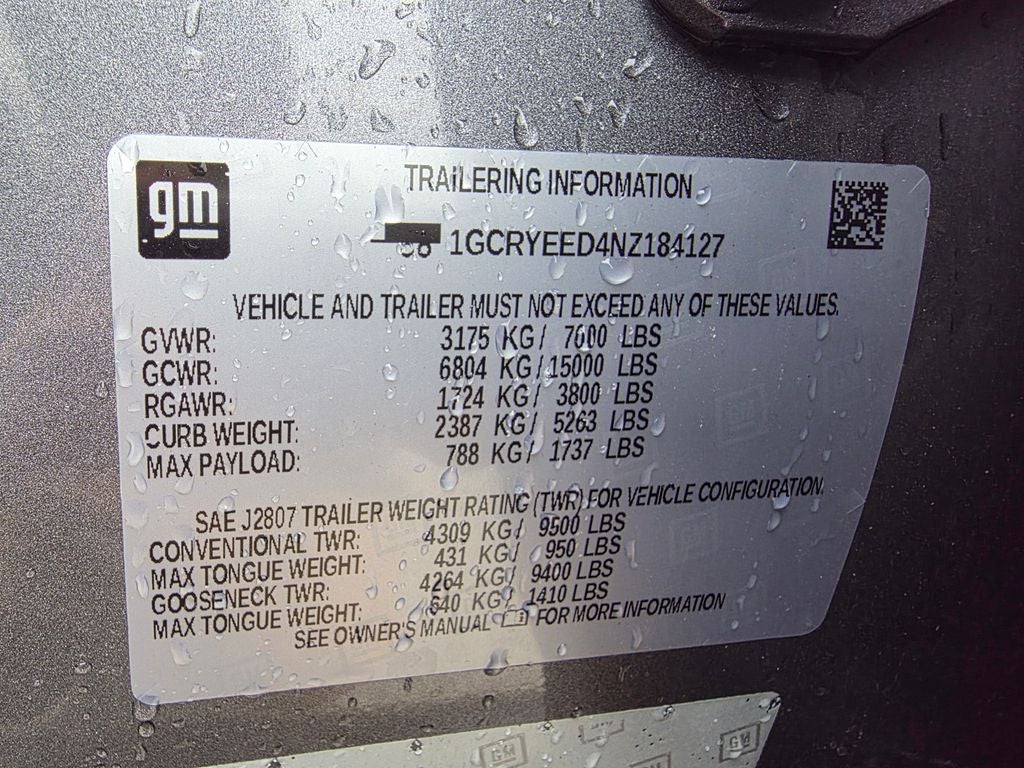 gm
TRAILERING INFORMATION
1GCRYEED4NZ184127
VEHICLE AND TRAILER MUST NOT EXCEED ANY OF THESE VALUES.
GVWR: 3175 KG/ 7000 LBS
GCWR: 6804 KG/15000 LBS
RGAWR: 1724 KG/ 3800 LBS
CURB WEIGHT: 2387 KG/ 5263 LBS
MAX PAYLOAD: 788 KG/ 1737 LBS
SAE J2807 TRAILER WEIGHT RATING (TWR) FOR VEHICLE CONFIGURATION.
CONVENTIONAL TWR: 4309 KG/ 9500 LBS
MAX TONGUE WEIGHT: 431 KG/ 950 LBS
GOOSENECK TWR: 4264 KG/ 9400 LBS
MAX TONGUE WEIGHT: 640 KG/ 1410 LBS
SEE OWNER'S MANUAL FOR MORE INFORMATION
GM
GM
GM